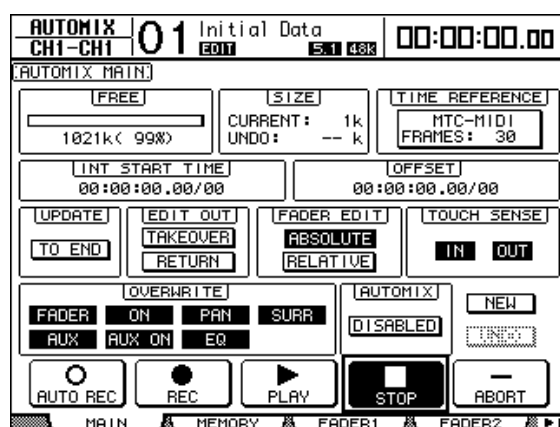 AUTOMIX
CH1-CH1
01
Initial Data
EDIT 5.1 48K
00:00:00.00
AUTOMIX MAIN
FREE
1021k( 99%)
SIZE
CURRENT: 1k
UNDO: -- k
TIME REFERENCE
MTC-MIDI
FRAMES: 30
INT START TIME
00:00:00.00/00
OFFSET
00:00:00.00/00
UPDATE
TO END
EDIT OUT
TAKEOVER
RETURN
FADER EDIT
ABSOLUTE
RELATIVE
TOUCH SENSE
IN OUT
OVERWRITE
FADER ON PAN SURR
AUX AUX ON EQ
AUTOMIX
DISABLED
NEW
UNDO
AUTO REC
REC
PLAY
STOP
ABORT
MAIN MEMORY FADER1 FADER2